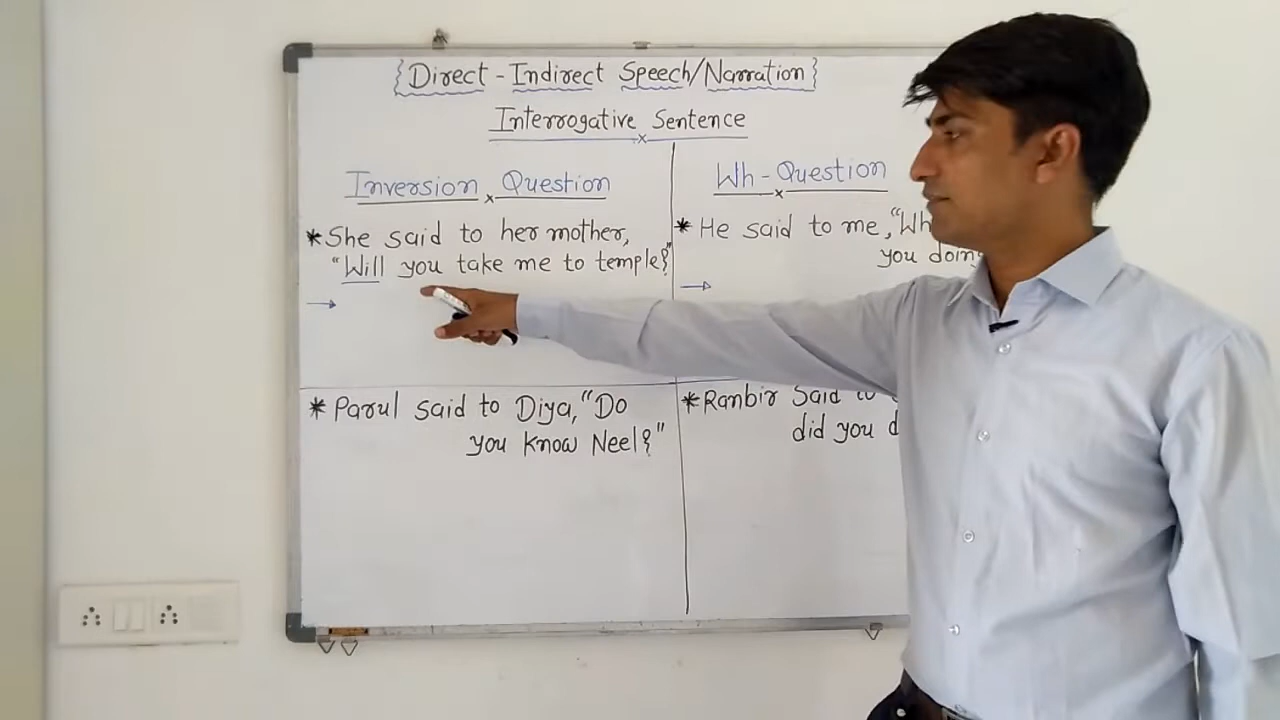 {Direct - Indirect Speech/Narration}
Interrogative Sentence
Inversion Question
* She said to her mother,
"Will you take me to temple?"
→
* Parul said to Diya, "Do
you know Neel?"
Wh - Question
* He said to me, "Wh
you doin
→
* Ranbir Said to
did you d